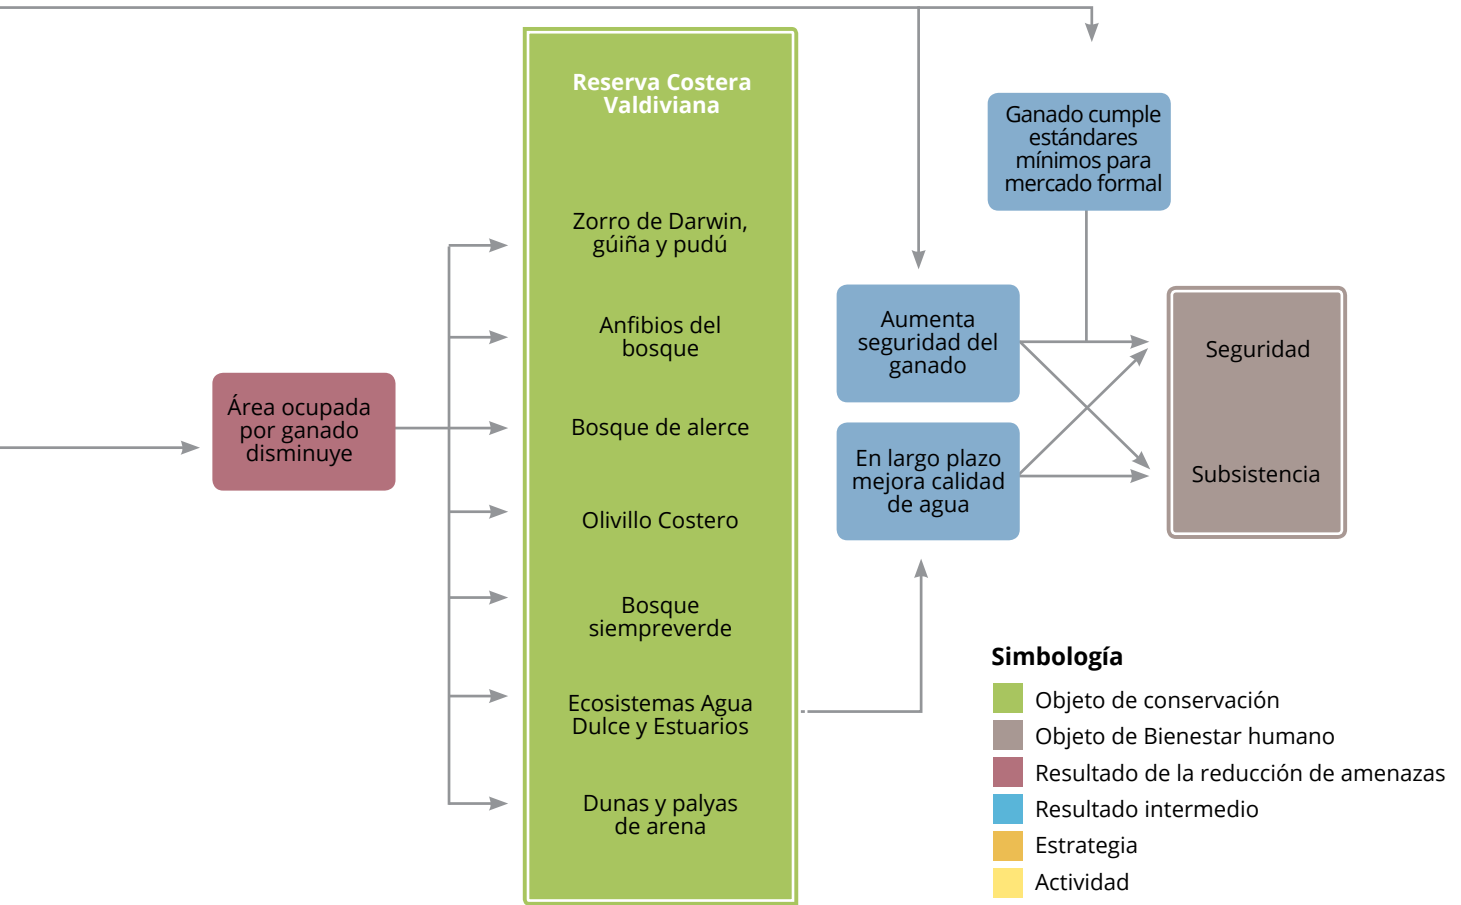 Reserva Costera
Valdiviana
Zorro de Darwin,
gúiña y pudú
Anfibios del
bosque
Bosque de alerce
Olivillo Costero
Bosque
siempreverde
Ecosistemas Agua
Dulce y Estuarios
Dunas y palyas
de arena
Área ocupada
por ganado
disminuye
Ganado cumple
estándares
mínimos para
mercado formal
Aumenta
seguridad del
ganado
En largo plazo
mejora calidad
de agua
Seguridad
Subsistencia
Simbología
Objeto de conservación
Objeto de Bienestar humano
Resultado de la reducción de amenazas
Resultado intermedio
Estrategia
Actividad